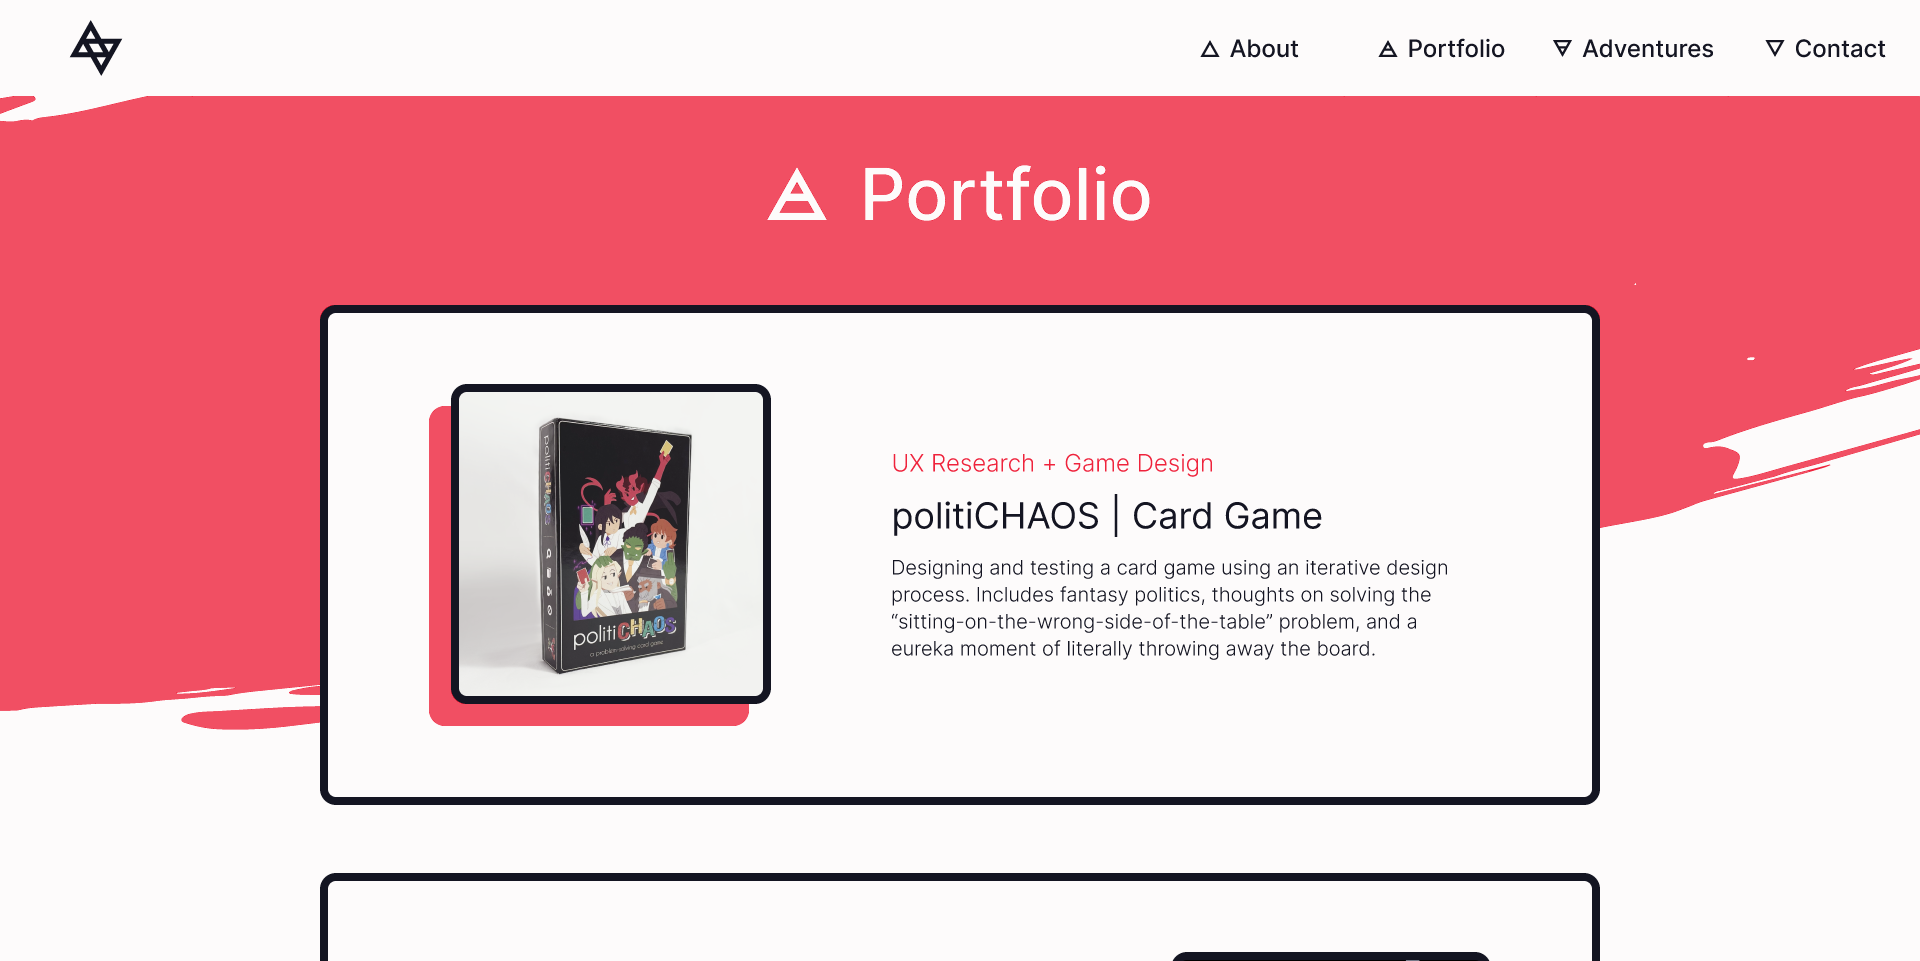 About
Portfolio
Adventures
Contact
Portfolio
politiCHAOS
politiCHAOS
a problem solving card game
UX Research + Game Design
politiCHAOS | Card Game
Designing and testing a card game using an iterative design
process. Includes fantasy politics, thoughts on solving the
“sitting-on-the-wrong-side-of-the-table” problem, and a
eureka moment of literally throwing away the board.